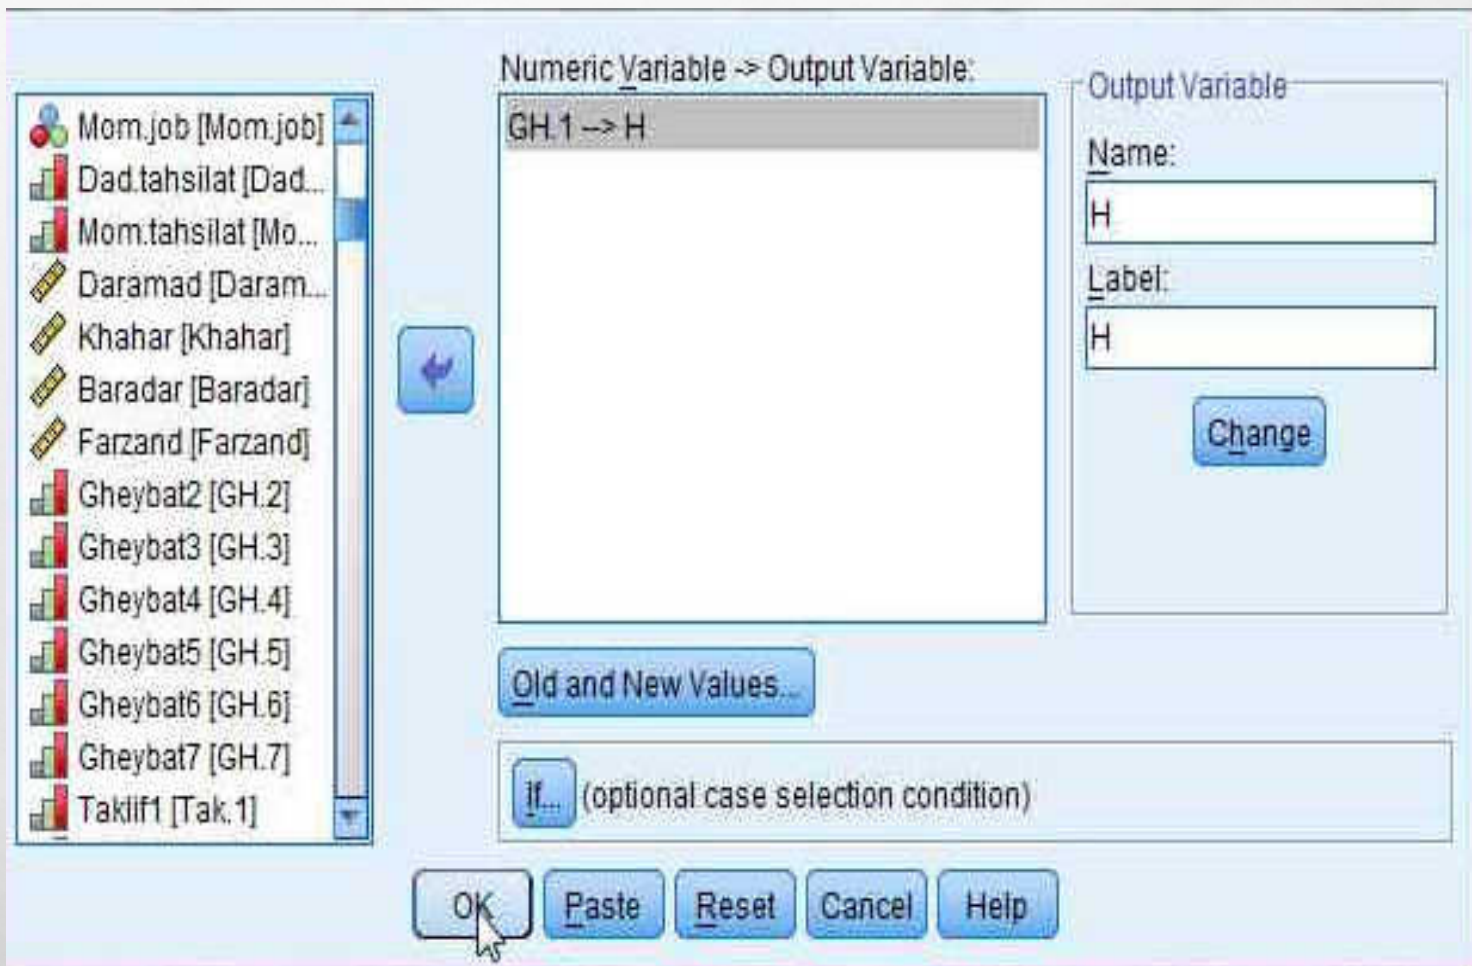 Mom.job [Mom.job]
Dad.tahsilat [Dad...
Mom.tahsilat [Mo...
Daramad [Daram...
Khahar [Khahar]
Baradar [Baradar]
Farzand [Farzand]
Gheybat2 [GH.2]
Gheybat3 [GH.3]
Gheybat4 [GH.4]
Gheybat5 [GH.5]
Gheybat6 [GH.6]
Gheybat7 [GH.7]
Taklif1 [Tak.1]
Numeric Variable -> Output Variable:
GH.1 --> H
Output Variable
Name:
H
Label:
H
Change
Old and New Values...
If... (optional case selection condition)
OK Paste Reset Cancel Help